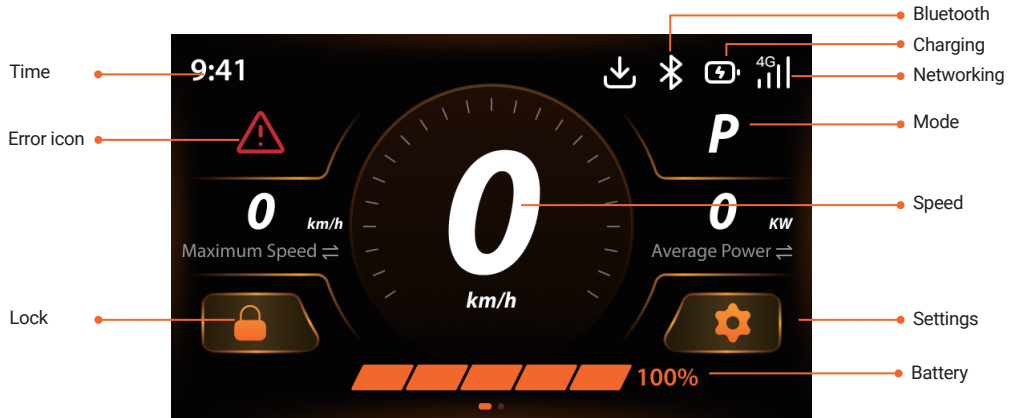 Bluetooth
Charging
Time
9:41
4G
Networking
Error icon
P
Mode
0 km/h
0
0 KW
Speed
Maximum Speed
Average Power
km/h
Lock
Settings
100%
Battery